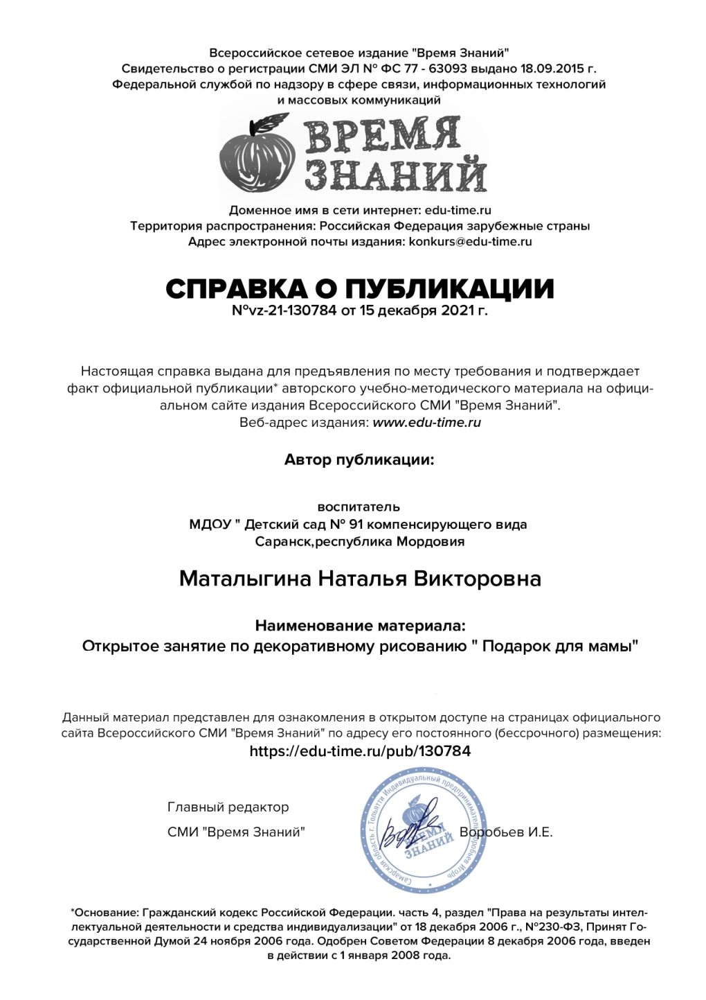 Всероссийское сетевое издание "Время Знаний"
Свидетельство о регистрации СМИ ЭЛ № ФС 77 - 63093 выдано 18.09.2015 г.
Федеральной службой по надзору в сфере связи, информационных технологий
и массовых коммуникаций
ВРЕМЯ
ЗНАНИЙ
Доменное имя в сети интернет: edu-time.ru
Территория распространения: Российская Федерация зарубежные страны
Адрес электронной почты издания: konkurs@edu-time.ru
СПРАВКА О ПУБЛИКАЦИИ
№vz-21-130784 от 15 декабря 2021 г.
Настоящая справка выдана для предъявления по месту требования и подтверждает
факт официальной публикации* авторского учебно-методического материала на офици-
альном сайте издания Всероссийского СМИ "Время Знаний".
Веб-адрес издания: www.edu-time.ru
Автор публикации:
воспитатель
МДОУ " Детский сад № 91 компенсирующего вида
Саранск,республика Мордовия
Маталыгина Наталья Викторовна
Наименование материала:
Открытое занятие по декоративному рисованию " Подарок для мамы"
Данный материал представлен для ознакомления в открытом доступе на страницах официального
сайта Всероссийского СМИ "Время Знаний" по адресу его постоянного (бессрочного) размещения:
https://edu-time.ru/pub/130784
Главный редактор
СМИ "Время Знаний"
Воробьев И.Е.
Самарская область г. Тольятти Индивидуальный предприниматель Воробьев Игорь
ВРЕМЯ
ЗНАНИЙ
*Основание: Гражданский кодекс Российской Федерации. часть 4, раздел "Права на результаты интел-
лектуальной деятельности и средства индивидуализации" от 18 декабря 2006 г., №230-ФЗ, Принят Го-
сударственной Думой 24 ноября 2006 года. Одобрен Советом Федерации 8 декабря 2006 года, введен
в действии с 1 января 2008 года.